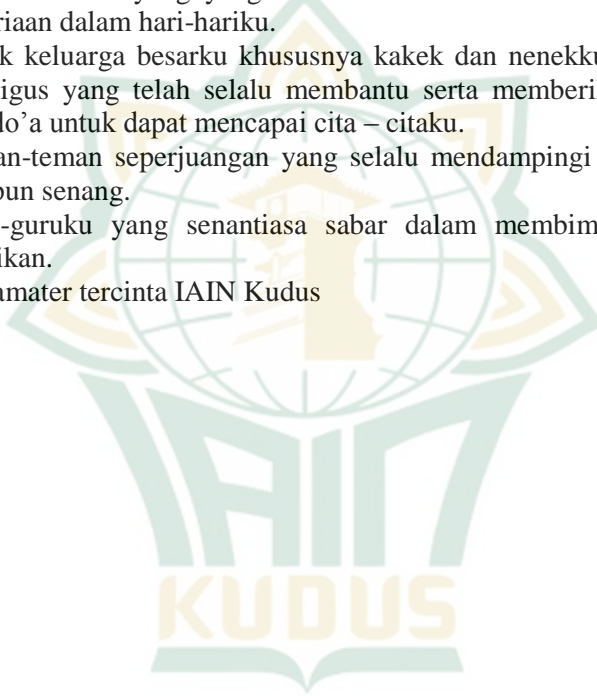 riaan dalam hari-hariku.
k keluarga besarku khususnya kakek dan nenekku
igus yang telah selalu membantu serta memberi
lo’a untuk dapat mencapai cita – citaku.
an-teman seperjuangan yang selalu mendampingi
pun senang.
-guruku yang senantiasa sabar dalam membim
ikan.
amater tercinta IAIN Kudus
IAIN
KUDUS